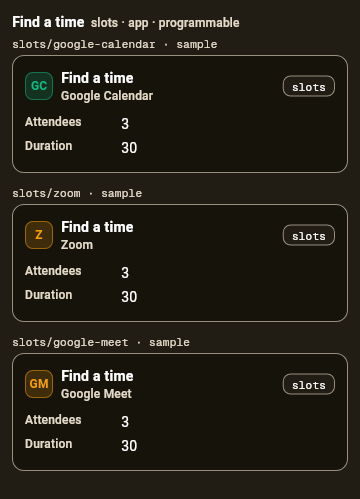 Find a time slots · app · programmable
slots/google-calendar · sample
GC
Find a time
Google Calendar
slots
Attendees 3
Duration 30
slots/zoom · sample
Z
Find a time
Zoom
slots
Attendees 3
Duration 30
slots/google-meet · sample
GM
Find a time
Google Meet
slots
Attendees 3
Duration 30